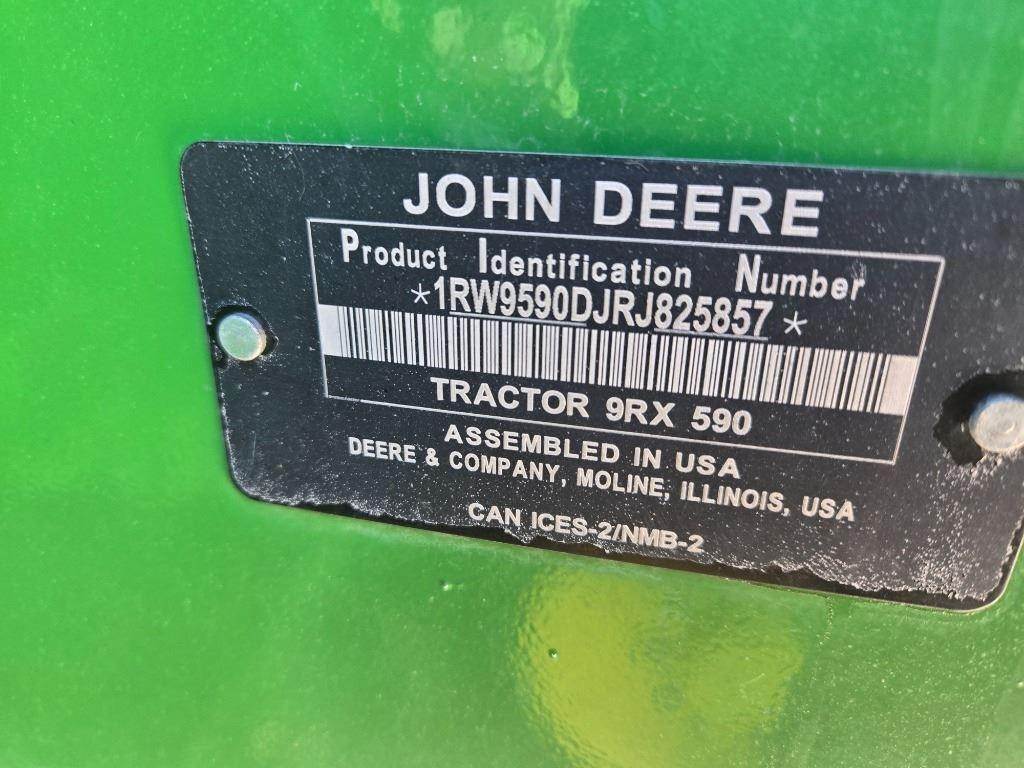 JOHN DEERE
Product Identification Number
*1RW9590DJRJ825857*
TRACTOR 9RX 590
ASSEMBLED IN USA
DEERE & COMPANY, MOLINE, ILLINOIS, USA
CAN ICES-2/NMB-2